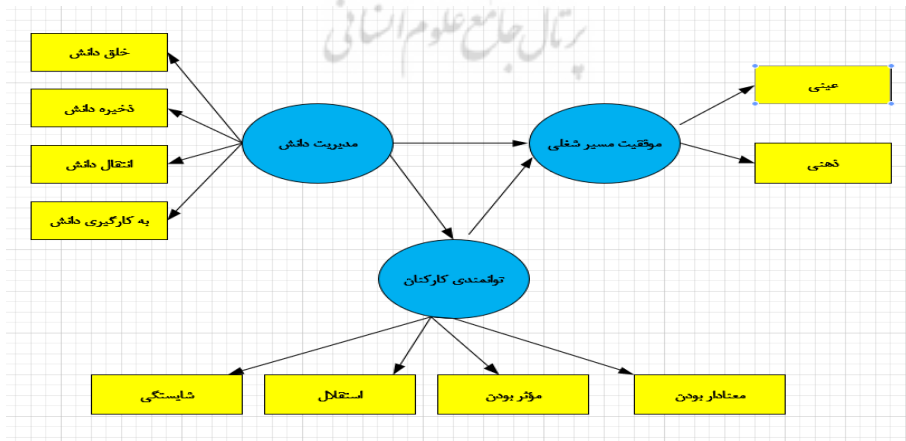 پرتال جامع علوم انسانی
خلق دانش
ذخیره دانش
انتقال دانش
به کارگیری دانش
مدیریت دانش
موفقیت مسیر شغلی
عینی
ذهنی
توانمندی کارکنان
معنادار بودن
مؤثر بودن
استقلال
شایستگی